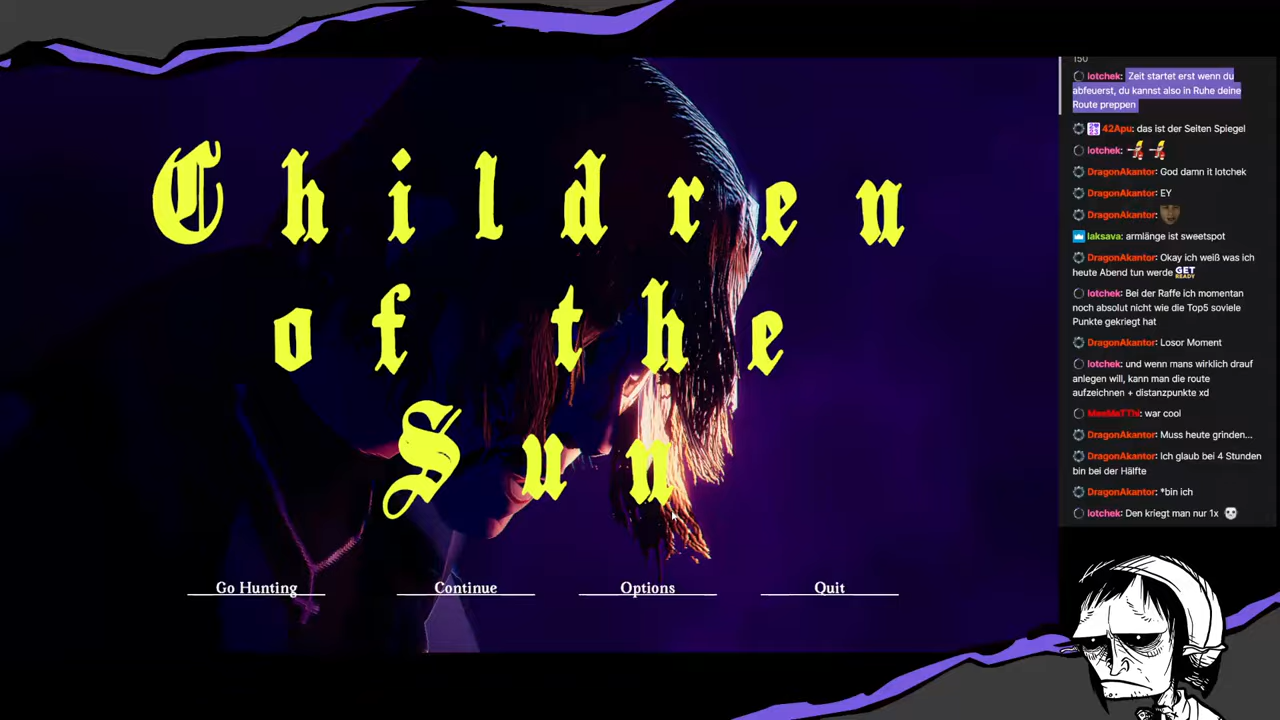 Children
of the
Sun
Go Hunting
Continue
Options
Quit
150
lotchek: Zeit startet erst wenn du
abfeuerst, du kannst also in Ruhe deine
Route preppen
42Apu: das ist der Seiten Spiegel
lotchek:
DragonAkantor: God damn it lotchek
DragonAkantor: EY
DragonAkantor:
laksava: armlänge ist sweetspot
DragonAkantor: Okay ich weiß was ich
heute Abend tun werde GET READY
lotchek: Bei der Raffe ich momentan
noch absolut nicht wie die Top5 soviele
Punkte gekriegt hat
DragonAkantor: Losor Moment
lotchek: und wenn mans wirklich drauf
anlegen will, kann man die route
aufzeichnen + distanzpunkte xd
war cool
DragonAkantor: Muss heute grinden...
DragonAkantor: Ich glaub bei 4 Stunden
bin bei der Hälfte
DragonAkantor: *bin ich
lotchek: Den kriegt man nur 1x